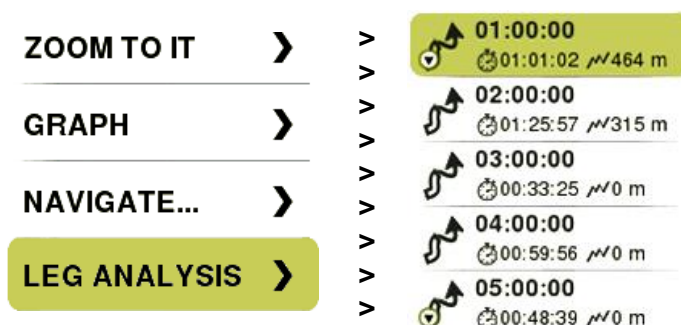 ZOOM TO IT ❯
GRAPH ❯
NAVIGATE... ❯
LEG ANALYSIS ❯
>
>
>
>
>
>
>
>
>
01:00:00
01:01:02 464 m
02:00:00
01:25:57 315 m
03:00:00
00:33:25 0 m
04:00:00
00:59:56 0 m
05:00:00
00:48:39 0 m